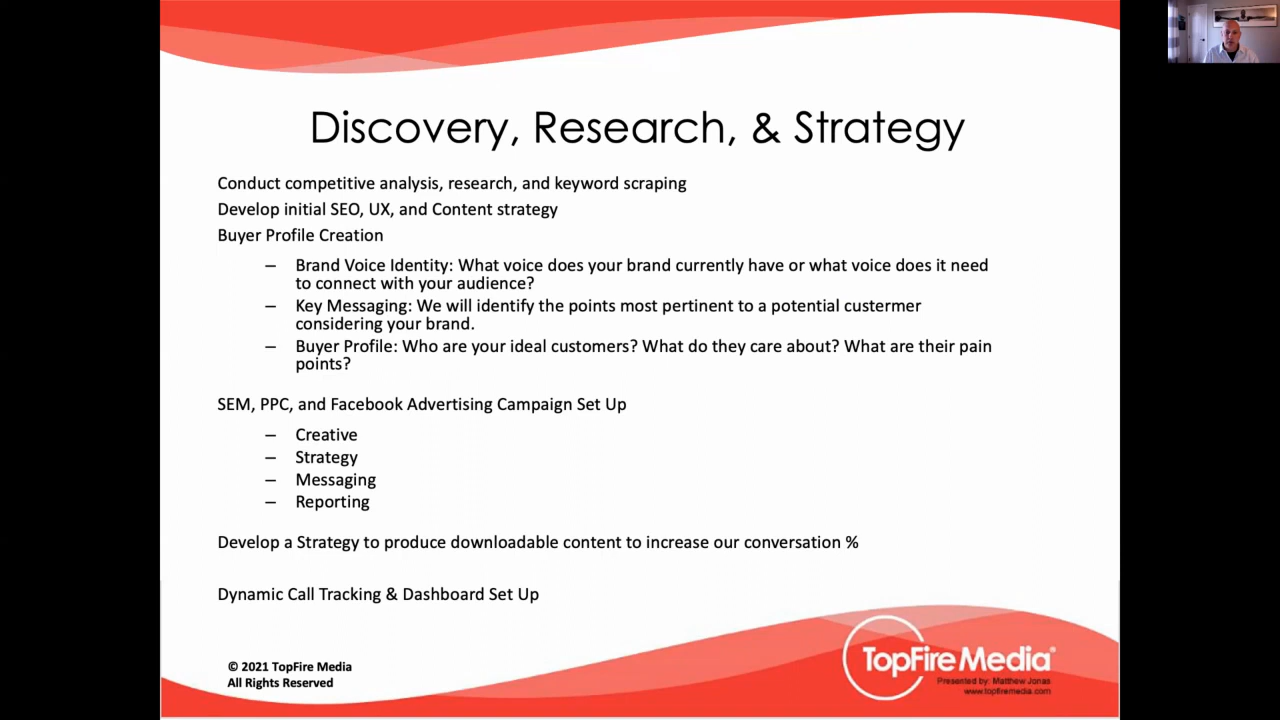 Discovery, Research, & Strategy
Conduct competitive analysis, research, and keyword scraping
Develop initial SEO, UX, and Content strategy
Buyer Profile Creation
– Brand Voice Identity: What voice does your brand currently have or what voice does it need
to connect with your audience?
– Key Messaging: We will identify the points most pertinent to a potential custermer
considering your brand.
– Buyer Profile: Who are your ideal customers? What do they care about? What are their pain
points?
SEM, PPC, and Facebook Advertising Campaign Set Up
– Creative
– Strategy
– Messaging
– Reporting
Develop a Strategy to produce downloadable content to increase our conversation %
Dynamic Call Tracking & Dashboard Set Up
© 2021 TopFire Media
All Rights Reserved
TopFire Media®
Presented by: Matthew Jonas
www.topfiremedia.com